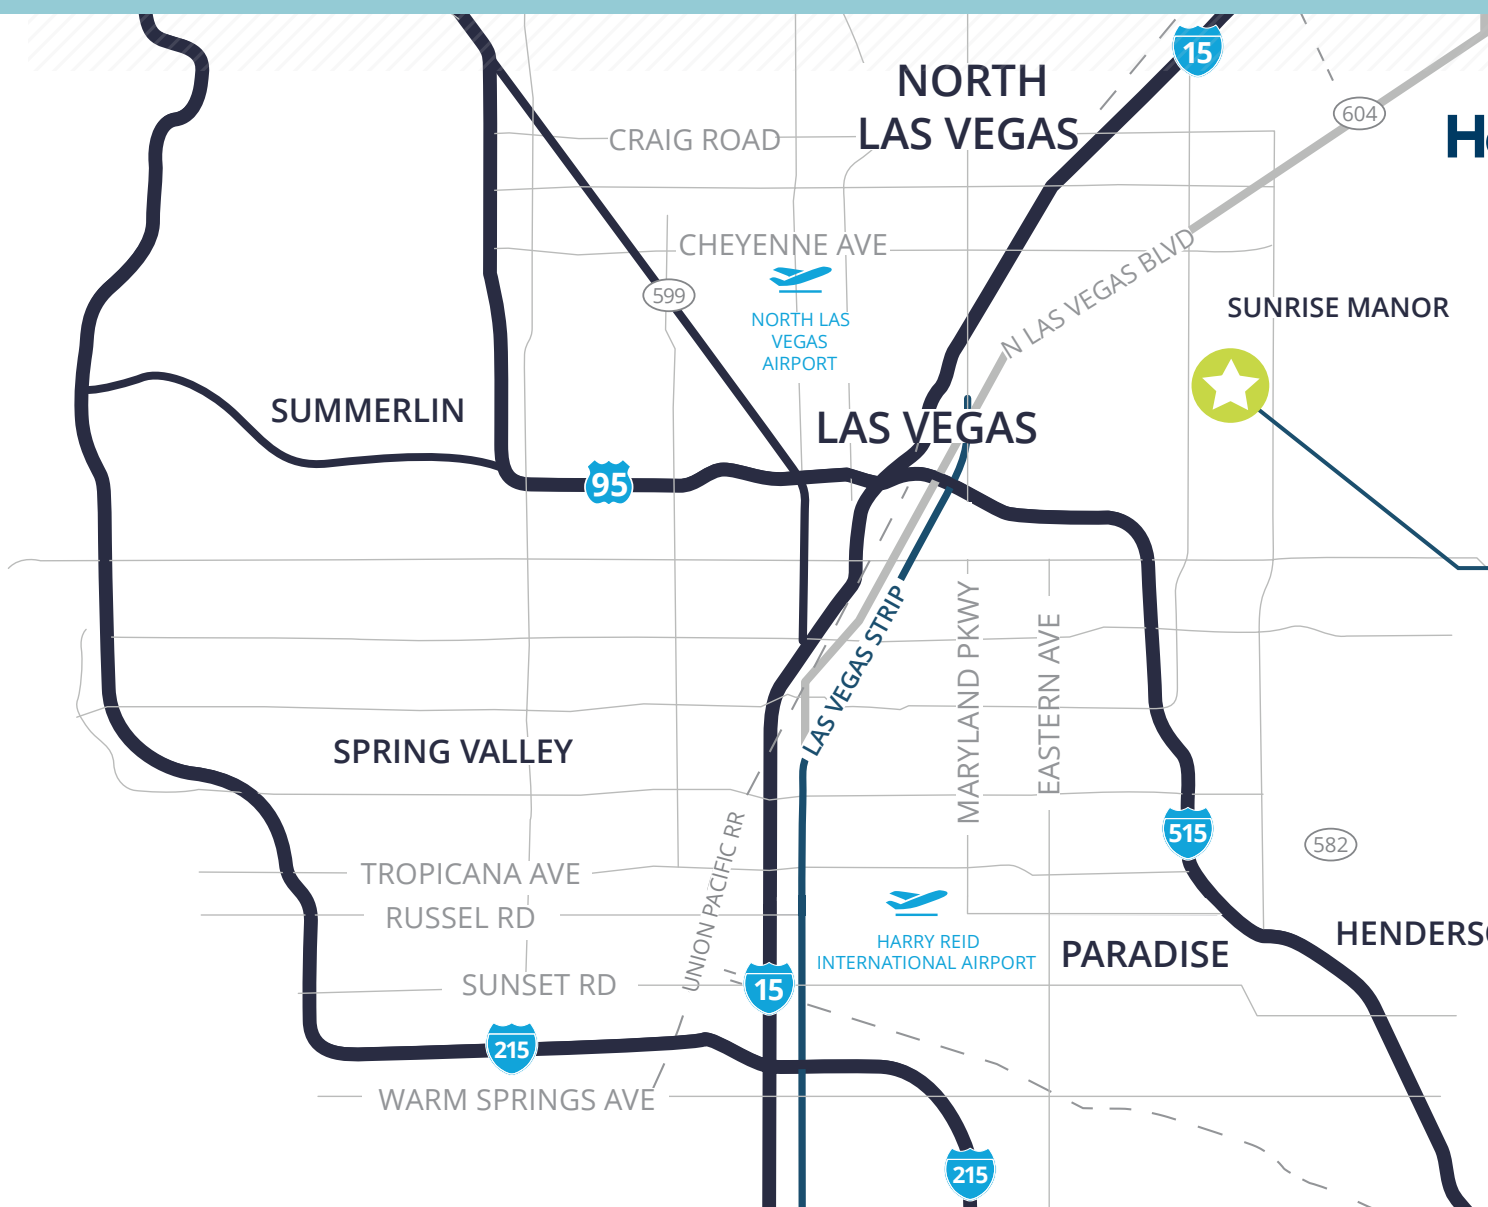 15
NORTH
LAS VEGAS
604
CRAIG ROAD
CHEYENNE AVE
N LAS VEGAS BLVD
599
NORTH LAS
VEGAS
AIRPORT
SUNRISE MANOR
SUMMERLIN
LAS VEGAS
95
LAS VEGAS STRIP
MARYLAND PKWY
EASTERN AVE
SPRING VALLEY
UNION PACIFIC RR
515
582
TROPICANA AVE
RUSSEL RD
HARRY REID
INTERNATIONAL AIRPORT
PARADISE
HENDERS
SUNSET RD
15
215
WARM SPRINGS AVE
215